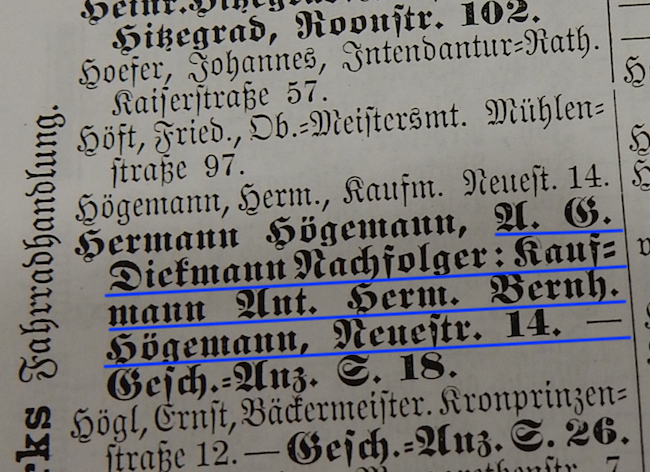 Hitzegrad, Roonstr. 102.
Hoefer, Johannes, Intendantur-Rath.
Kaiserstraße 57.
Höft, Fried., Ob.-Meistersmt. Mühlen-
straße 97.
Högemann, Herm., Kaufm. Neuest. 14.
Hermann Högemann, A. G.
Diekmann Nachfolger: Kauf-
mann Ant. Herm. Bernh.
Högemann, Neuestr. 14. —
Gesch.-Anz. S. 18.
Högl, Ernst, Bäckermeister. Kronprinzen-
straße 12. — Gesch.-Anz. S. 26.
Fahrradhandlung.